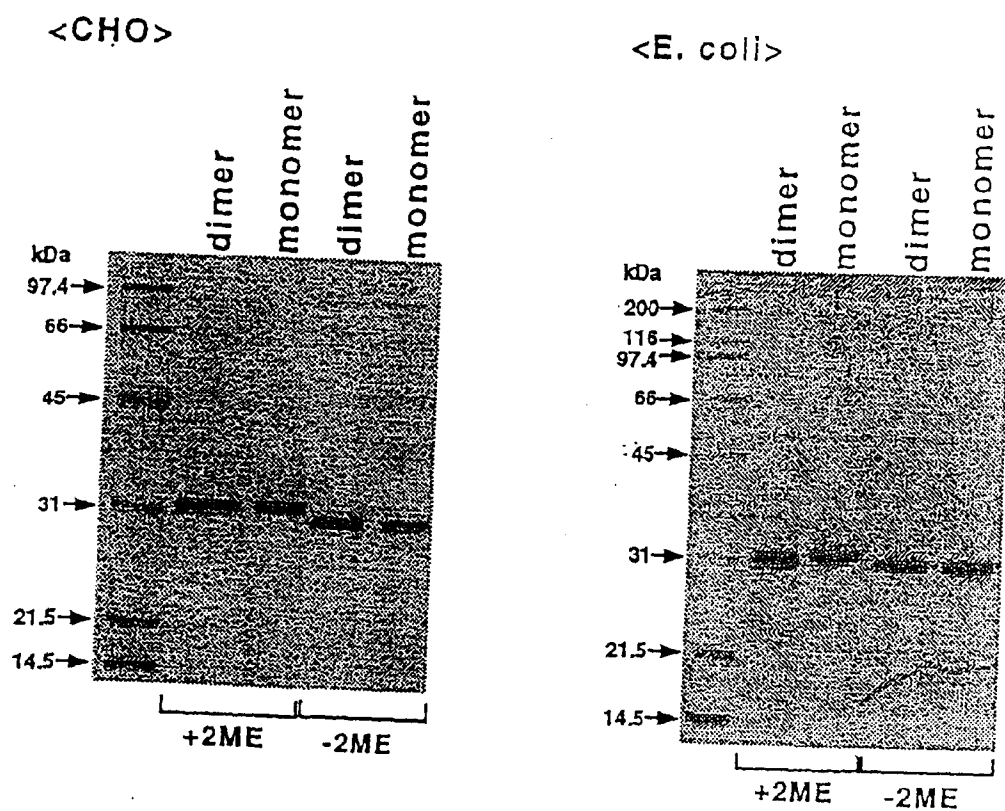 <CHO>
dimer
monomer
dimer
monomer
kDa
97.4
66
45
31
21.5
14.5
+2ME
-2ME
<E. coli>
dimer
monomer
dimer
monomer
kDa
200
116
97.4
66
45
31
21.5
14.5
+2ME
-2ME